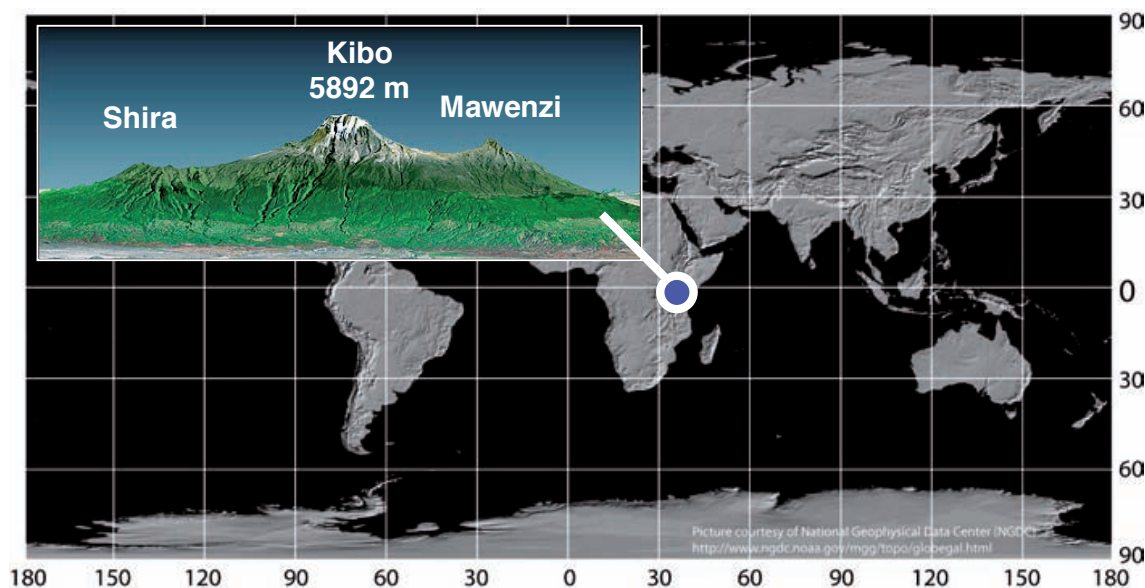 Kibo
5892 m
Shira
Mawenzi
90
60
30
0
30
60
90
Picture courtesy of National Geophysical Data Center (NGDC)
http://www.ngdc.noaa.gov/mgg/topo/globegal.html
180 150 120 90 60 30 0 30 60 90 120 150 180